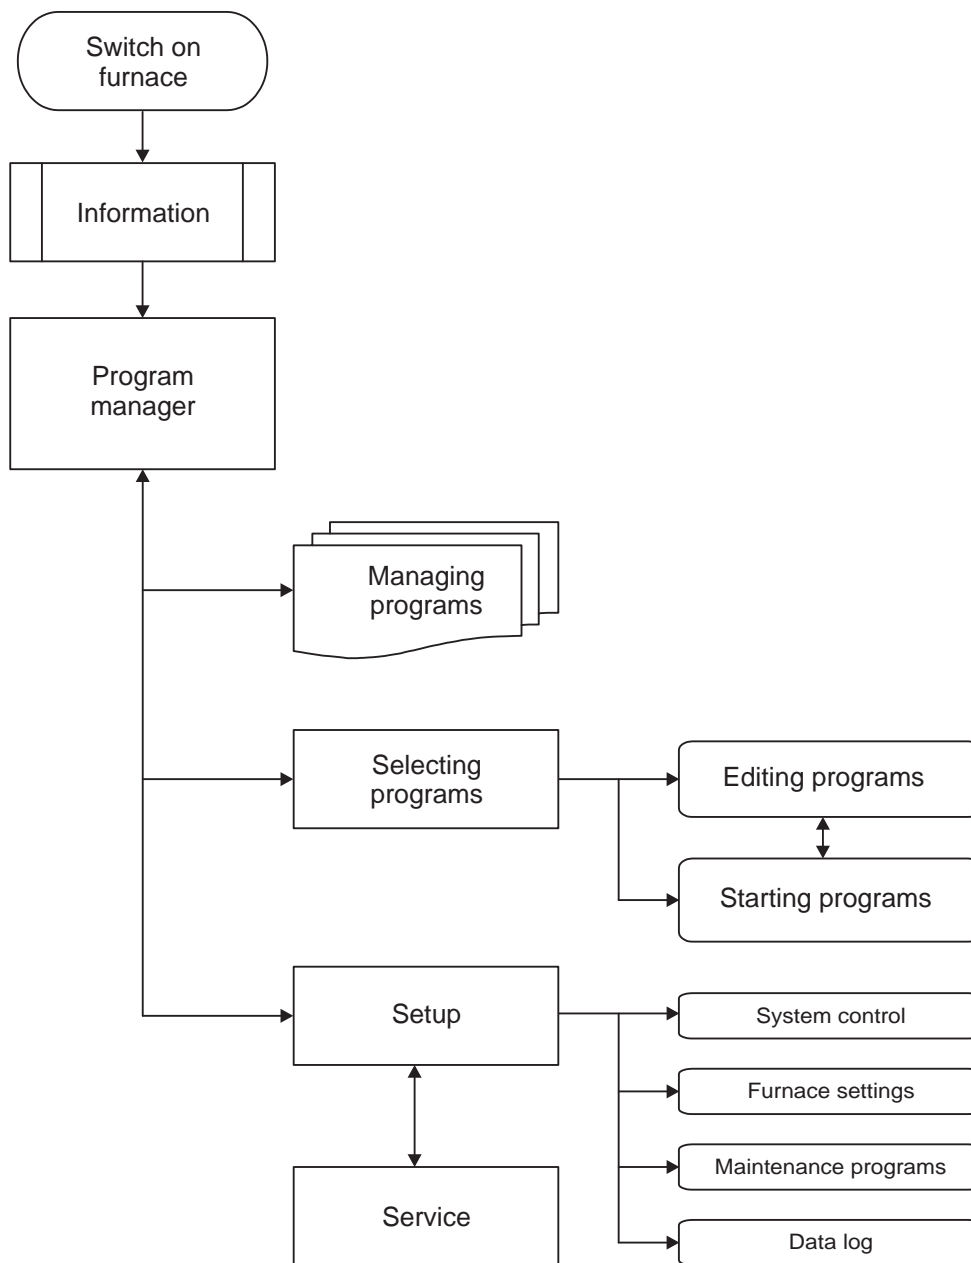 Switch on
furnace
Information
Program
manager
Managing
programs
Selecting
programs
Editing programs
Starting programs
Setup
System control
Furnace settings
Maintenance programs
Service
Data log